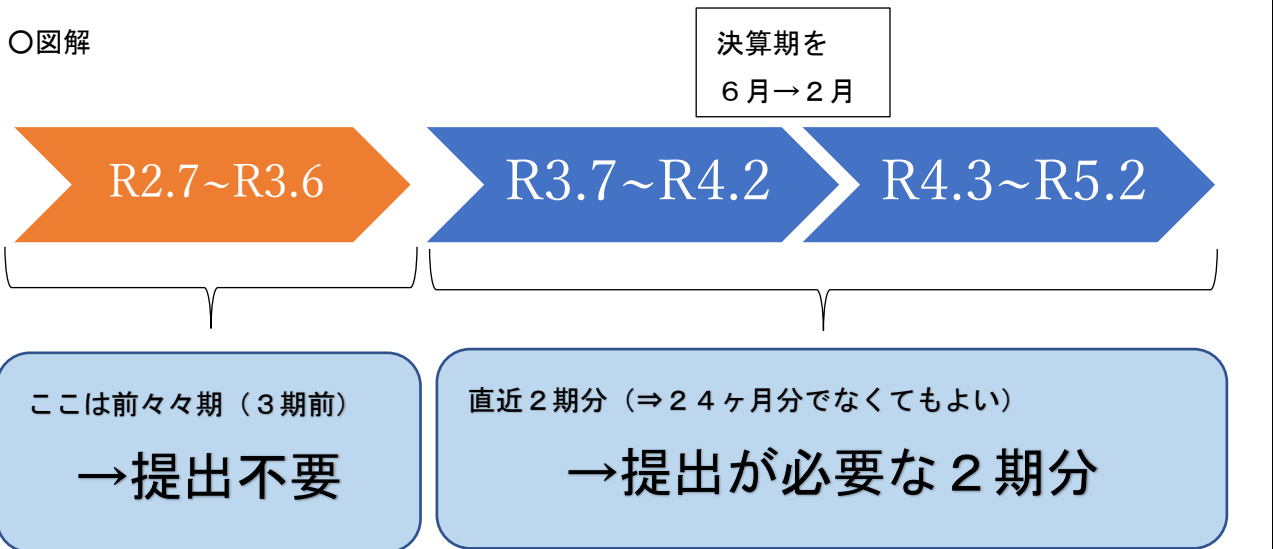 〇図解
決算期を
６月→２月
R2.7~R3.6
R3.7~R4.2
R4.3~R5.2
ここは前々々期（３期前）
→提出不要
直近２期分（⇒２４ヶ月分でなくてもよい）
→提出が必要な２期分